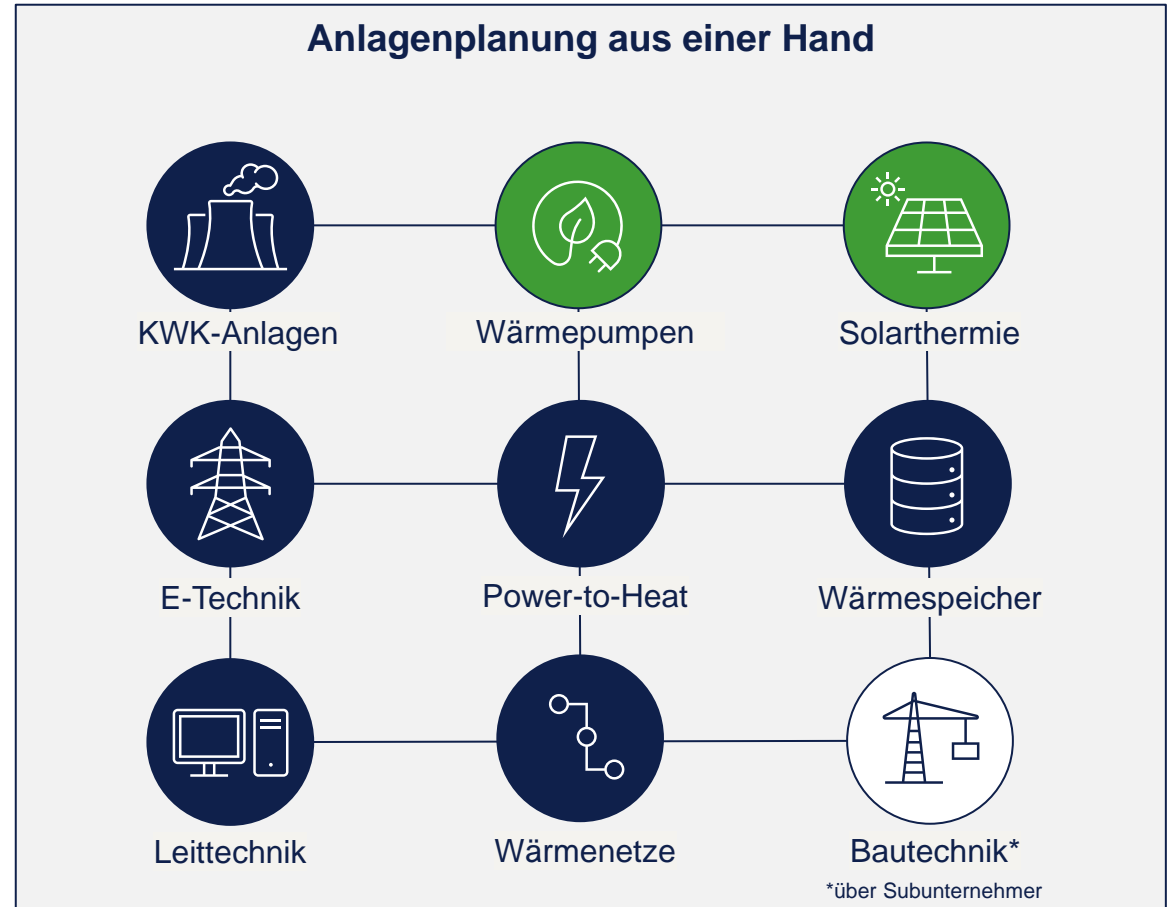 Anlagenplanung aus einer Hand
KWK-Anlagen
Wärmepumpen
Solarthermie
E-Technik
Power-to-Heat
Wärmespeicher
Leittechnik
Wärmenetze
Bautechnik*
*über Subunternehmer